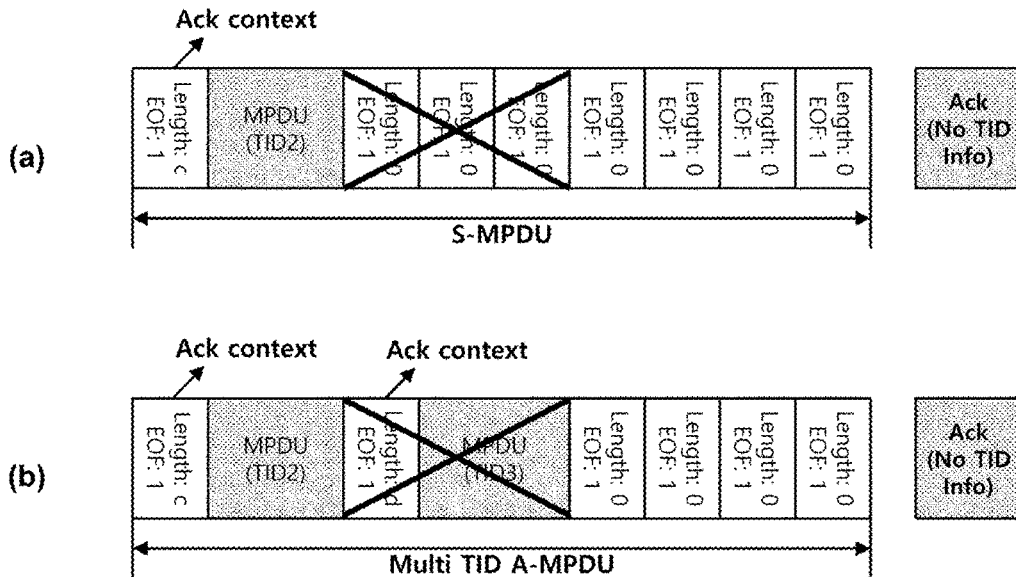 Ack context
(a)
Length: c
EOF: 1
MPDU
(TID2)
Length: 0
EOF: 1
Length: 0
EOF: 1
Length: 0
EOF: 1
Length: 0
EOF: 1
Length: 0
EOF: 1
Length: 0
EOF: 1
Length: 0
EOF: 1
Ack
(No TID
Info)
S-MPDU
Ack context
Ack context
(b)
Length: c
EOF: 1
MPDU
(TID2)
Length: d
EOF: 1
MPDU
(TID3)
Length: 0
EOF: 1
Length: 0
EOF: 1
Length: 0
EOF: 1
Length: 0
EOF: 1
Ack
(No TID
Info)
Multi TID A-MPDU